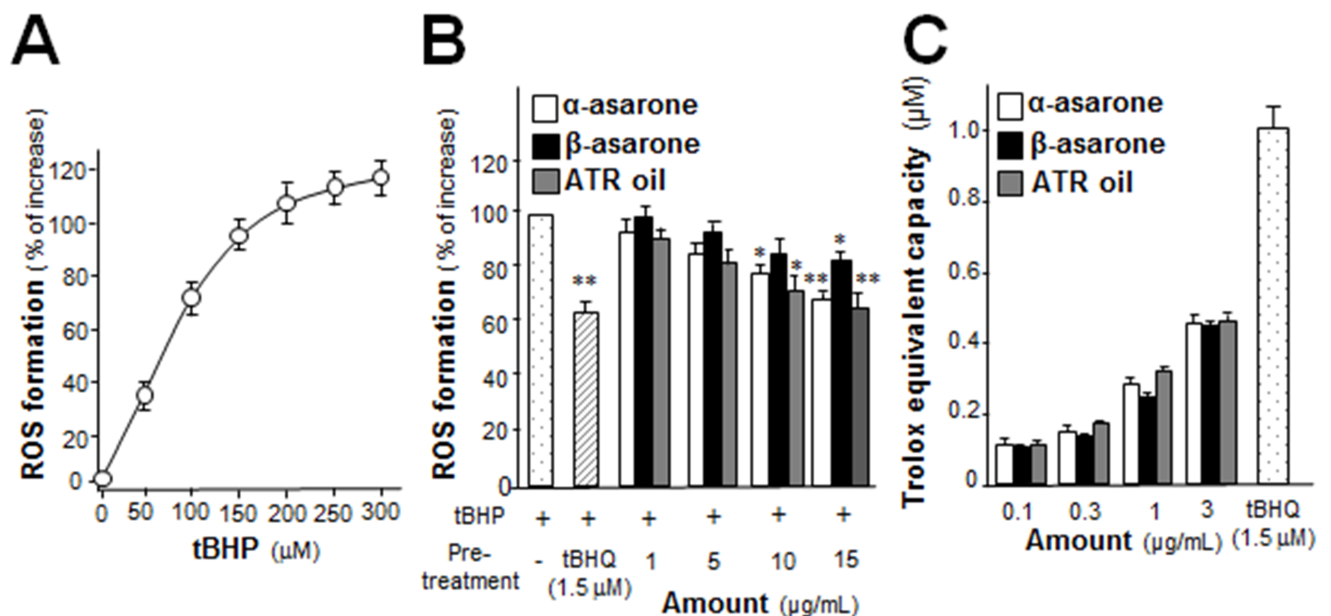 A
ROS formation (% of increase)
120
100
80
60
40
20
0
0 50 100 150 200 250 300
tBHP (μM)
B
ROS formation (% of increase)
α-asarone
β-asarone
ATR oil
120
100
80
60
40
20
0
** * * ** * **
tBHP + + + + + +
Pre-
treatment
- tBHQ 1 5 10 15
(1.5 μM)
Amount (μg/mL)
C
Trolox equivalent capacity (μM)
α-asarone
β-asarone
ATR oil
1.0
0.8
0.6
0.4
0.2
0
0.1 0.3 1 3 tBHQ
Amount (μg/mL) (1.5 μM)